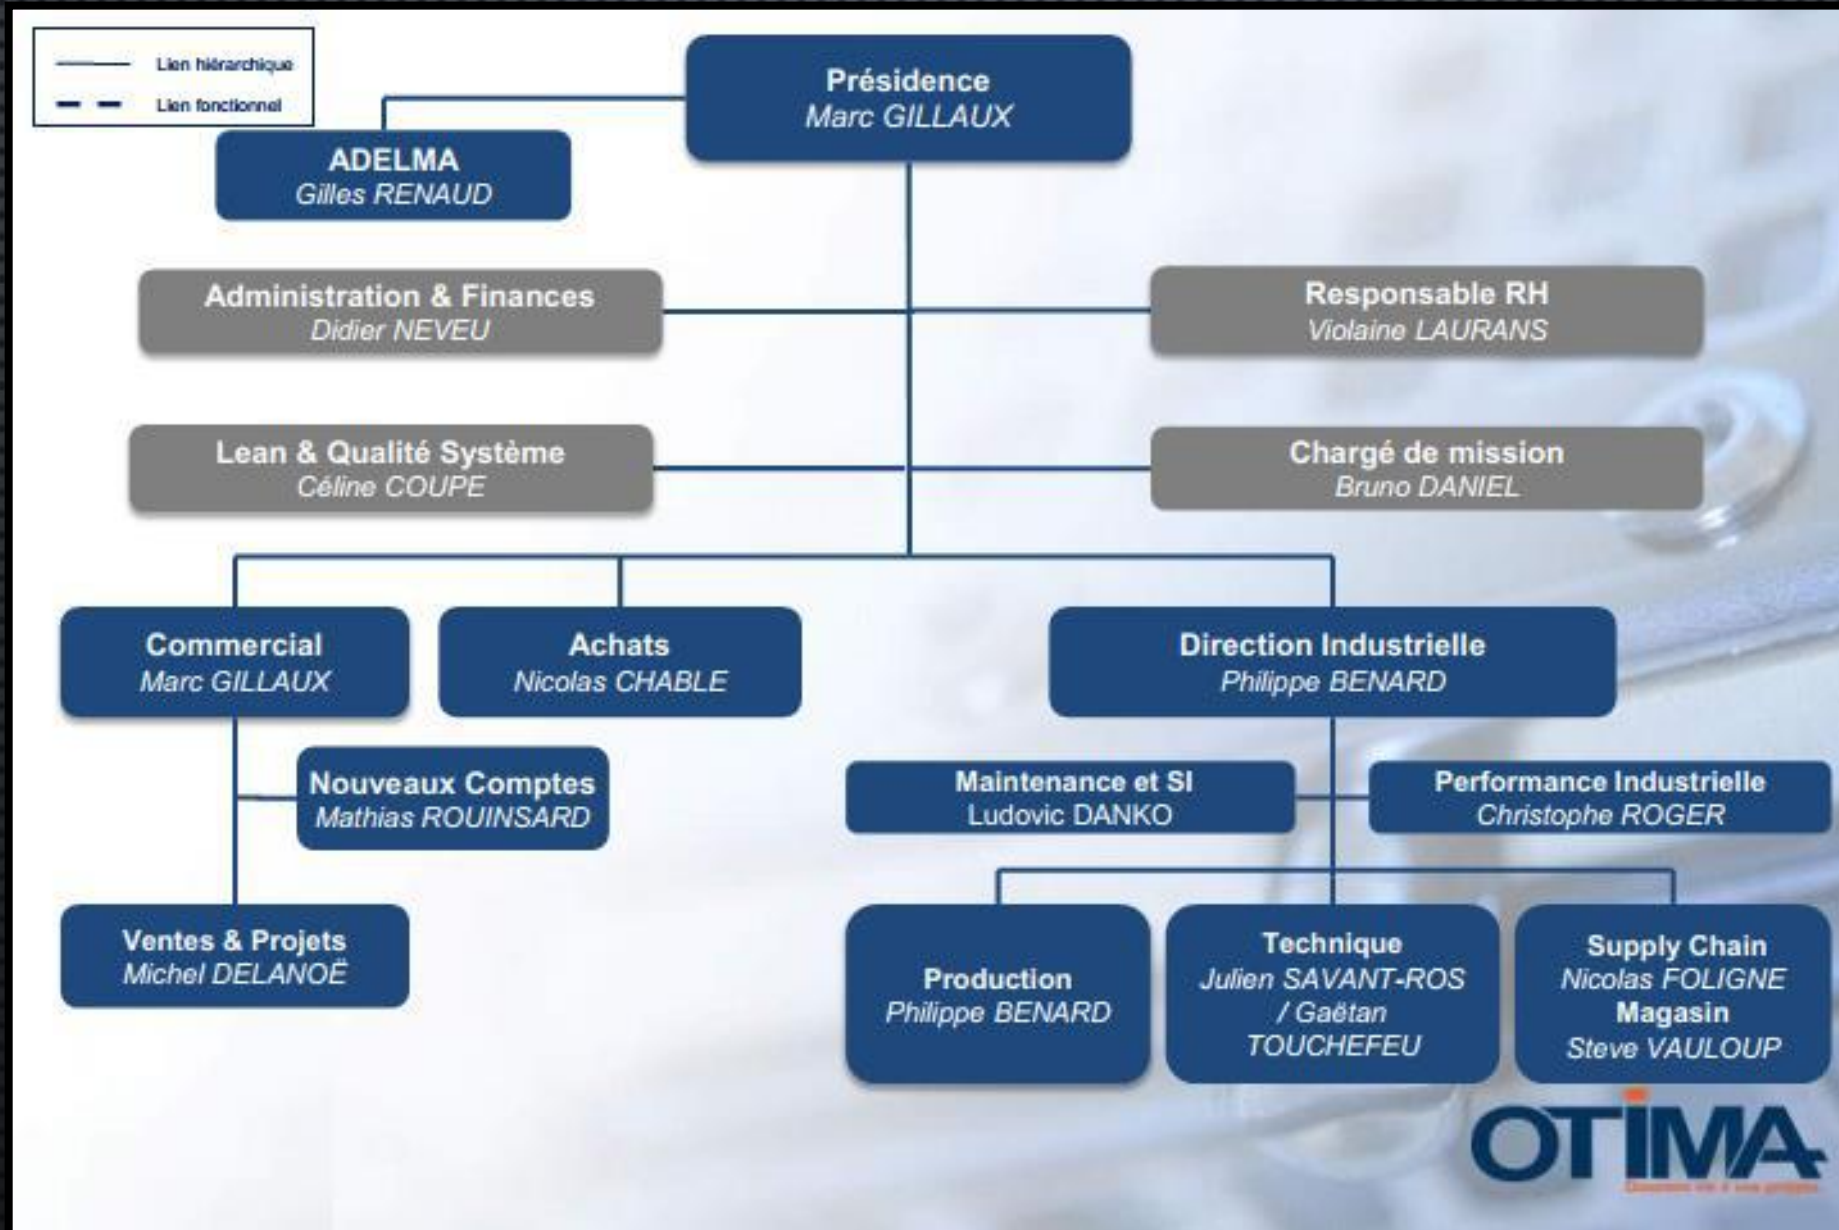 Lien hiérarchique
Lien fonctionnel
Présidence
Marc GILLAUX
ADELMA
Gilles RENAUD
Administration & Finances
Didier NEVEU
Responsable RH
Violaine LAURANS
Lean & Qualité Système
Céline COUPE
Chargé de mission
Bruno DANIEL
Commercial
Marc GILLAUX
Achats
Nicolas CHABLE
Direction Industrielle
Philippe BENARD
Nouveaux Comptes
Mathias ROUINSARD
Maintenance et SI
Ludovic DANKO
Performance Industrielle
Christophe ROGER
Ventes & Projets
Michel DELANOË
Production
Philippe BENARD
Technique
Julien SAVANT-ROS
/ Gaëtan
TOUCHEFEU
Supply Chain
Nicolas FOLIGNE
Magasin
Steve VAULOUP
OTIMA